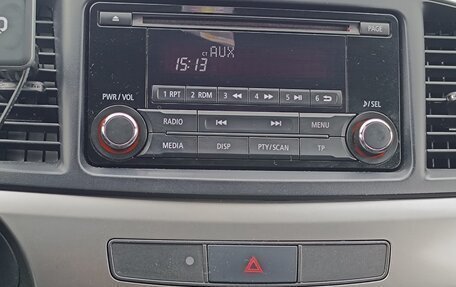 PAGE
CT AUX
15:13
1 RPT 2 RDM 3 4 5 6
PWR / VOL
/ SEL
RADIO MENU
MEDIA DISP PTY/SCAN TP